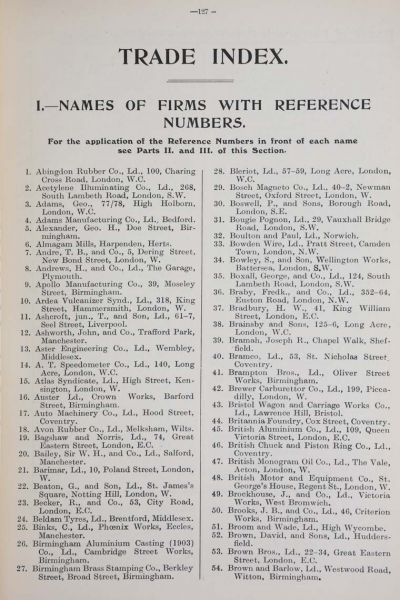 —127—
TRADE INDEX.
I.—NAMES OF FIRMS WITH REFERENCE
NUMBERS.
For the application of the Reference Numbers in front of each name
see Parts II. and III. of this Section.
1. Abingdon Rubber Co., Ld., 100, Charing
Cross Road, London, W.C.
2. Acetylene Illuminating Co., Ld., 268,
South Lambeth Road, London, S.W.
3. Adams, Geo., 77/78, High Holborn,
London, W.C.
4. Adams Manufacturing Co., Ld., Bedford.
5. Alexander, Geo. H., Doe Street, Bir-
mingham.
6. Almagam Mills, Harpenden, Herts.
7. Andre, T. B., and Co., 5, Dering Street,
New Bond Street, London, W.
8. Andrews, H., and Co., Ld., The Garage,
Plymouth.
9. Apollo Manufacturing Co., 39, Moseley
Street, Birmingham.
10. Ardea Vulcanizer Synd., Ld., 318, King
Street, Hammersmith, London, W.
11. Ashcroft, jun., T., and Son, Ld., 61-7,
Seel Street, Liverpool.
12. Ashworth, John, and Co., Trafford Park,
Manchester.
13. Aster Engineering Co., Ld., Wembley,
Middlesex.
14. A. T. Speedometer Co., Ld., 140, Long
Acre, London, W.C.
15. Atlas Syndicate, Ld., High Street, Ken-
sington, London, W.
16. Auster Ld., Crown Works, Barford
Street, Birmingham.
17. Auto Machinery Co., Ld., Hood Street,
Coventry.
18. Avon Rubber Co., Ld., Melksham, Wilts.
19. Bagshaw and Norris, Ld., 74, Great
Eastern Street, London, E.C.
20. Bailey, Sir W. H., and Co., Ld., Salford,
Manchester.
21. Barimar, Ld., 10, Poland Street, London,
W.
22. Beaton, G., and Son, Ld., St. James's
Square, Notting Hill, London, W.
23. Becker, R., and Co., 53, City Road,
London, E.C.
24. Beldam Tyres, Ld., Brentford, Middlesex.
25. Binks, C., Ld., Phœnix Works, Eccles,
Manchester.
26. Birmingham Aluminium Casting (1903)
Co., Ld., Cambridge Street Works,
Birmingham.
27. Birmingham Brass Stamping Co., Berkley
Street, Broad Street, Birmingham.
28. Bleriot, Ld., 57-59, Long Acre, London,
W.C.
29. Bosch Magneto Co., Ld., 40-2, Newman
Street, Oxford Street, London, W.
30. Boswell, P., and Sons, Borough Road,
London, S.E.
31. Bougie Pognon, Ld., 29, Vauxhall Bridge
Road, London, S.W.
32. Boulton and Paul, Ld., Norwich.
33. Bowden Wire, Ld., Pratt Street, Camden
Town, London, N.W.
34. Bowley, S., and Son, Wellington Works,
Battersea, London, S.W.
35. Boxall, George, and Co., Ld., 124, South
Lambeth Road, London, S.W.
36. Braby, Fredk., and Co., Ld., 352-64,
Euston Road, London, N.W.
37. Bradbury, H. W., 41, King William
Street, London, E.C.
38. Brainsby and Sons, 125-6, Long Acre,
London, W.C.
39. Bramah, Joseph R., Chapel Walk, Shef-
field.
40. Bramco, Ld., 53, St. Nicholas Street,
Coventry.
41. Brampton Bros., Ld., Oliver Street
Works, Birmingham.
42. Brewer Carburettor Co., Ld., 199, Picca-
dilly, London, W.
43. Bristol Wagon and Carriage Works Co.,
Ld., Lawrence Hill, Bristol.
44. Britannia Foundry, Cox Street, Coventry.
45. British Aluminium Co., Ld., 109, Queen
Victoria Street, London, E.C.
46. British Chuck and Piston Ring Co., Ld.,
Coventry.
47. British Monogram Oil Co., Ld., The Vale,
Acton, London, W.
48. British Motor and Equipment Co., St.
George's House, Regent St., London, W.
49. Brockhouse, J., and Co., Ld., Victoria
Works, West Bromwich.
50. Brooks, J. B., and Co., Ld., 46, Criterion
Works, Birmingham.
51. Broom and Wade, Ld., High Wycombe.
52. Brown, David, and Sons, Ld., Hudders-
field.
53. Brown Bros., Ld., 22-34, Great Eastern
Street, London, E.C.
54. Brown and Barlow, Ld., Westwood Road,
Witton, Birmingham.